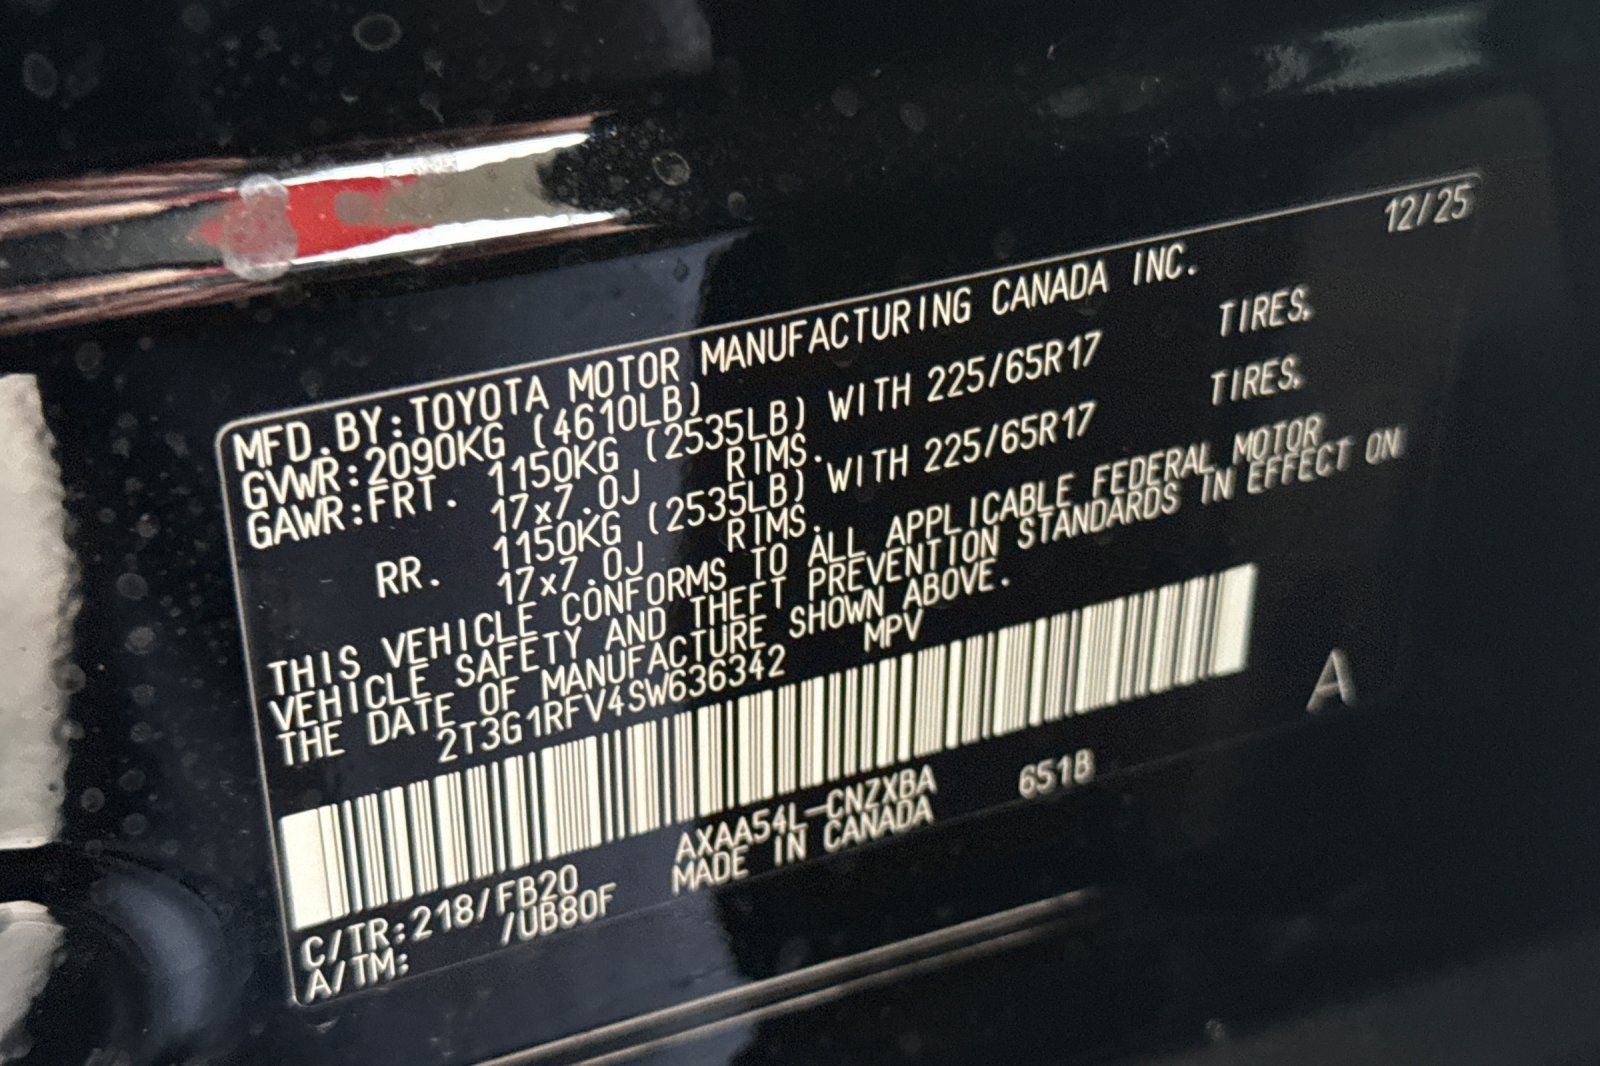 12/25
MFD.BY:TOYOTA MOTOR MANUFACTURING CANADA INC.
GVWR:2090KG (4610LB)
GAWR:FRT. 1150KG (2535LB) WITH 225/65R17 TIRES,
17x7.0J RIMS.
RR. 1150KG (2535LB) WITH 225/65R17 TIRES,
17x7.0J RIMS.
THIS VEHICLE CONFORMS TO ALL APPLICABLE FEDERAL MOTOR
VEHICLE SAFETY AND THEFT PREVENTION STANDARDS IN EFFECT ON
THE DATE OF MANUFACTURE SHOWN ABOVE.
2T3G1RFV4SW636342 MPV
A
C/TR:218/FB20 AXAA54L-CNZXBA 651B
A/TM: /UB80F MADE IN CANADA